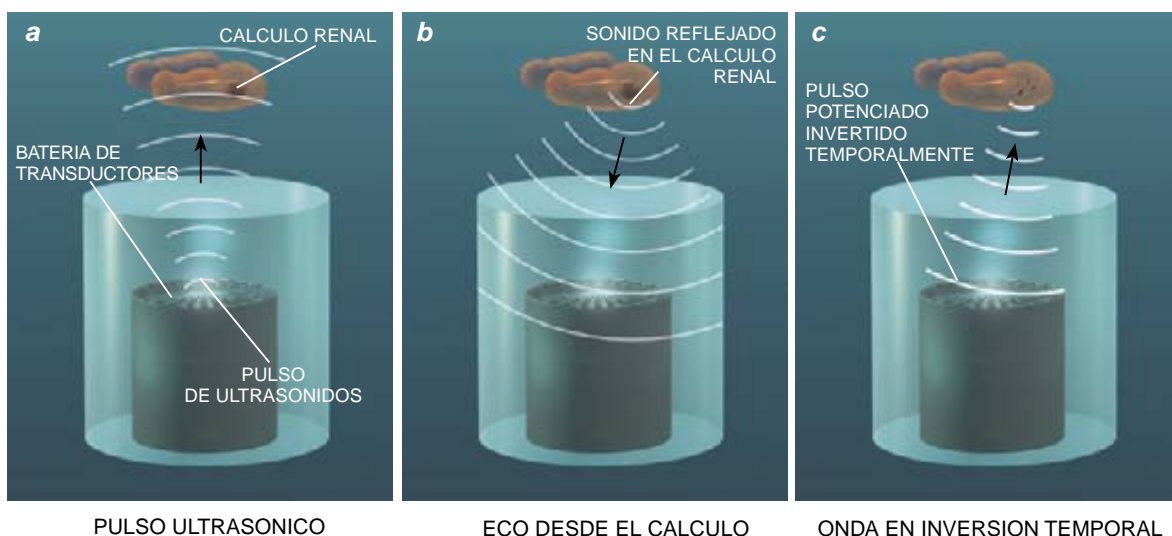 a
CALCULO RENAL
BATERIA DE
TRANSDUCTORES
PULSO
DE ULTRASONIDOS
PULSO ULTRASONICO
b
SONIDO REFLEJADO
EN EL CALCULO
RENAL
ECO DESDE EL CALCULO
c
PULSO
POTENCIADO
INVERTIDO
TEMPORALMENTE
ONDA EN INVERSION TEMPORAL